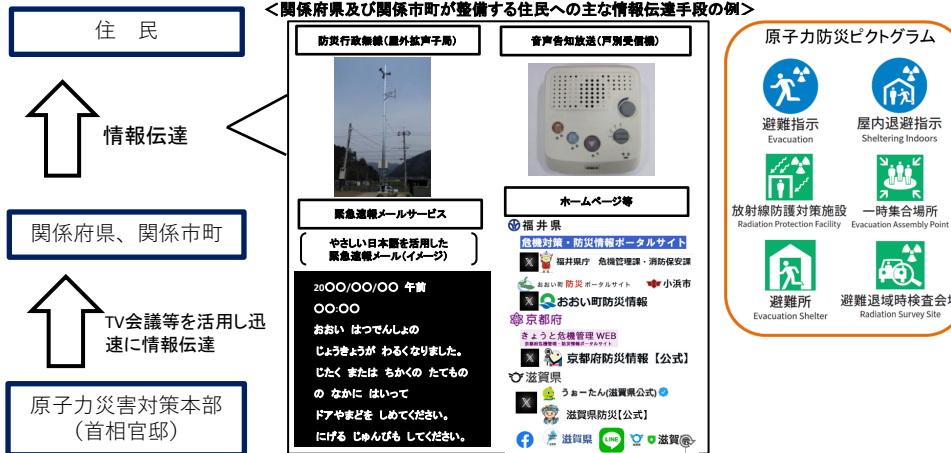 <関係府県及び関係市町が整備する住民への主な情報伝達手段の例>
住 民
情報伝達
関係府県、関係市町
TV会議等を活用し迅
速に情報伝達
原子力災害対策本部
（首相官邸）
防災行政無線（屋外拡声子局）
音声告知放送（戸別受信機）
緊急速報メールサービス
やさしい日本語を活用した
緊急速報メール（イメージ）
20〇〇/〇〇/〇〇 午前
〇〇:〇〇
おおい はつでんしょの
じょうきょうが わるくなりました。
じたく または ちかくの たてもの
の なかに はいって
ドアやまどを しめてください。
にげる じゅんびも してください。
ホームページ等
福井県
危機対策・防災情報ポータルサイト
X 福井県庁 危機管理課・消防保安課
おおい町 防災 ポータルサイト 小浜市
X おおい町防災情報
京都府
きょうと危機管理WEB
X 京都府防災情報【公式】
滋賀県
X うぉーたん(滋賀県公式)
滋賀県防災【公式】
滋賀県 LINE 滋賀
原子力防災ピクトグラム
避難指示
Evacuation
屋内退避指示
Sheltering Indoors
放射線防護対策施設
Radiation Protection Facility
一時集合場所
Evacuation Assembly Point
避難所
Evacuation Shelter
避難退域時検査会場
Radiation Survey Site